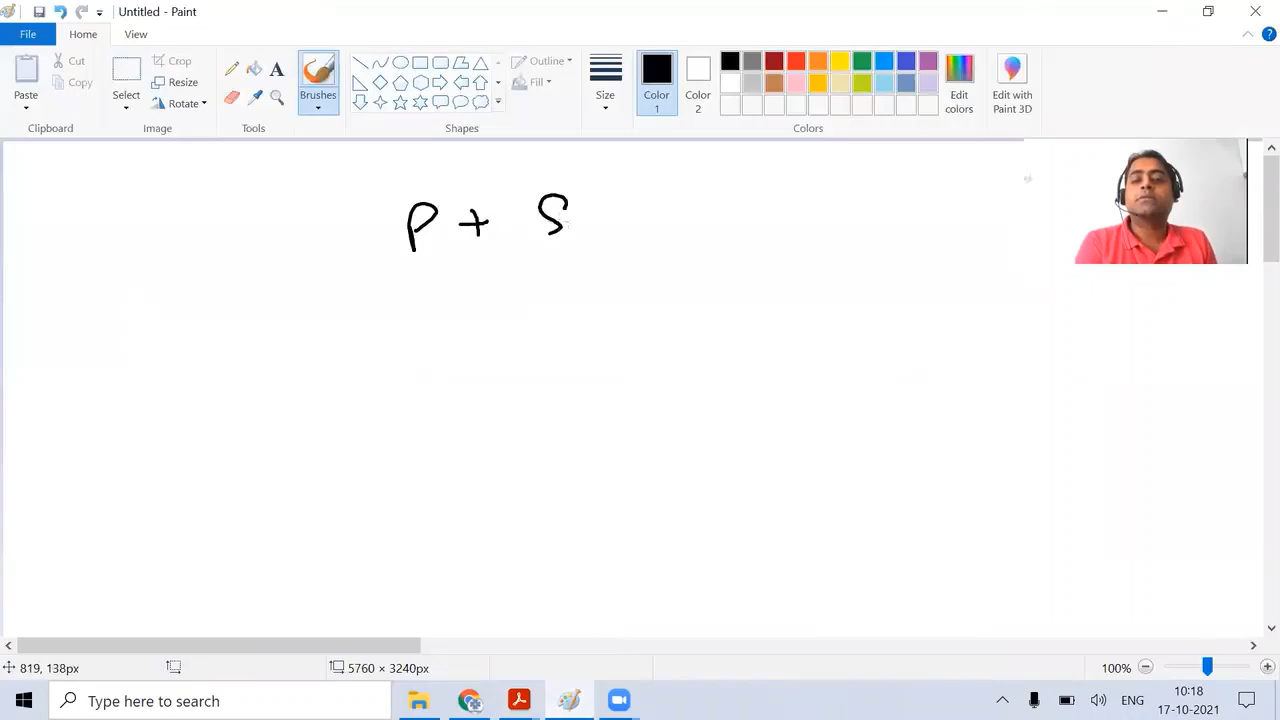 Untitled - Paint
File Home View
Paste Cut Copy Clipboard
Select Crop Resize Rotate Image
Tools
Brushes
Shapes Outline Fill
Size
Color 1 Color 2
Edit colors
Edit with Paint 3D
Colors
P + S
819, 138px 5760 × 3240px 100%
Type here to search
ENG 10:18 17-10-2021